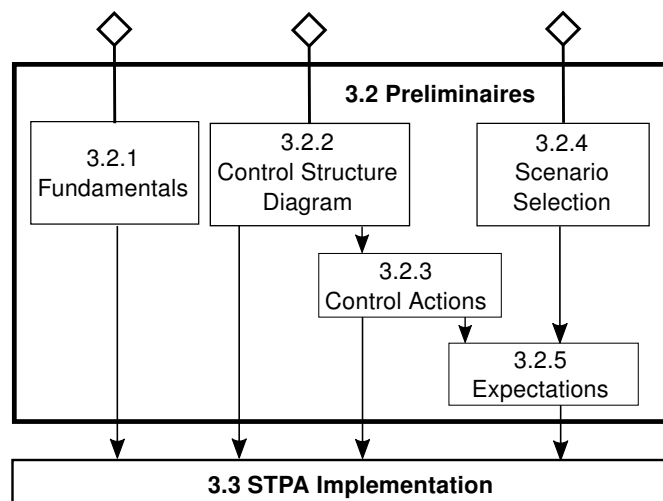 3.2 Preliminaires
3.2.1
Fundamentals
3.2.2
Control Structure
Diagram
3.2.4
Scenario
Selection
3.2.3
Control Actions
3.2.5
Expectations
3.3 STPA Implementation